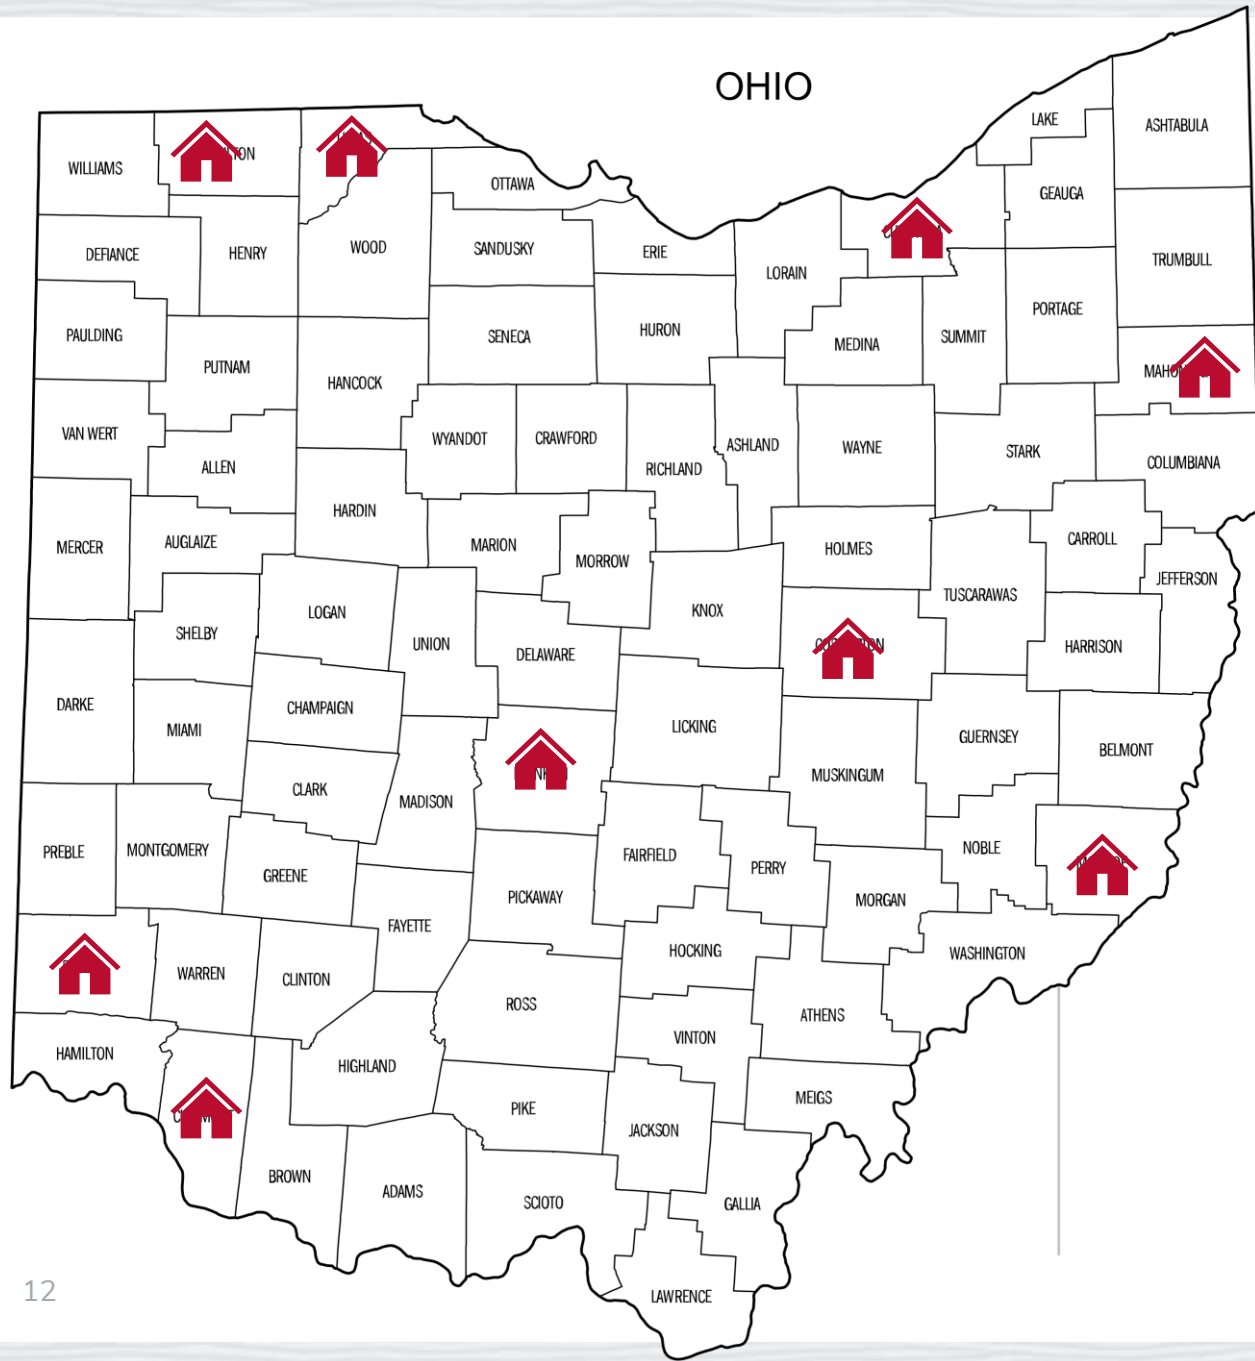 OHIO
LAKE
ASHTABULA
WILLIAMS
OTTAWA
GEAUGA
DEFIANCE
HENRY
WOOD
SANDUSKY
ERIE
LORAIN
TRUMBULL
PAULDING
PUTNAM
SENECA
HURON
MEDINA
SUMMIT
PORTAGE
HANCOCK
VAN WERT
ALLEN
WYANDOT
CRAWFORD
RICHLAND
ASHLAND
WAYNE
STARK
COLUMBIANA
MERCER
AUGLAIZE
HARDIN
MARION
MORROW
HOLMES
CARROLL
JEFFERSON
SHELBY
LOGAN
UNION
DELAWARE
KNOX
TUSCARAWAS
HARRISON
DARKE
MIAMI
CHAMPAIGN
LICKING
GUERNSEY
BELMONT
CLARK
MADISON
MUSKINGUM
PREBLE
MONTGOMERY
GREENE
FAIRFIELD
PERRY
NOBLE
FAYETTE
PICKAWAY
MORGAN
WARREN
CLINTON
HOCKING
WASHINGTON
ROSS
ATHENS
HAMILTON
HIGHLAND
VINTON
PIKE
JACKSON
MEIGS
BROWN
ADAMS
SCIOTO
GALLIA
LAWRENCE
12